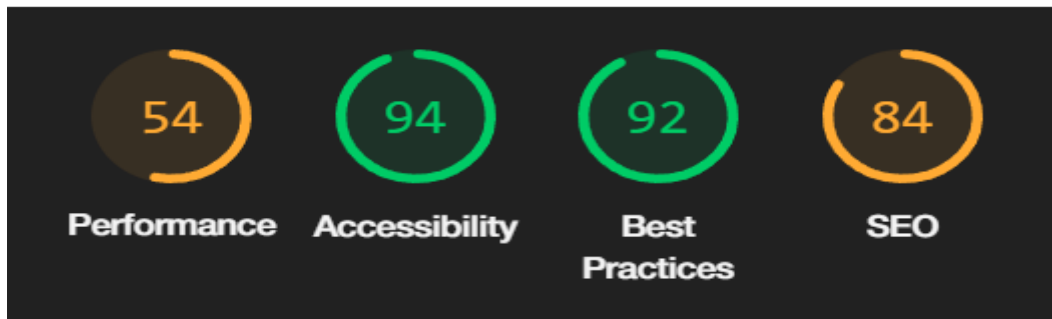 54
94
92
84
Performance
Accessibility
Best
Practices
SEO